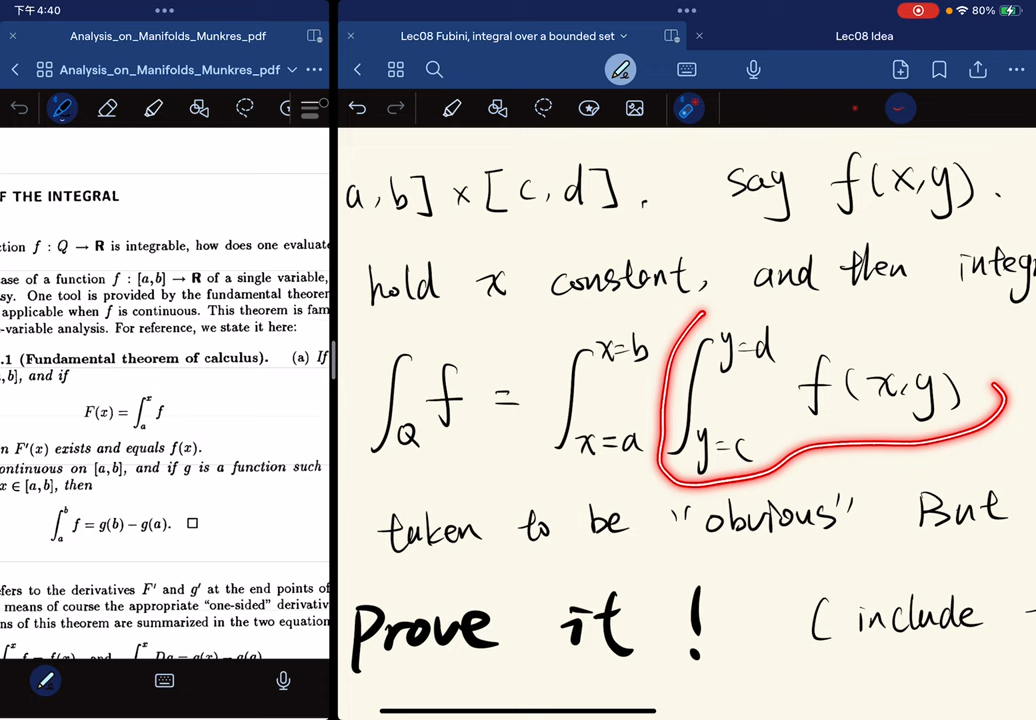 下午4:40
80%
Analysis_on_Manifolds_Munkres_pdf
Lec08 Fubini, integral over a bounded set
Lec08 Idea
Analysis_on_Manifolds_Munkres_pdf
F THE INTEGRAL
ction f : Q → R is integrable, how does one evaluat
ase of a function f : [a, b] → R of a single variable,
sy. One tool is provided by the fundamental theorem
applicable when f is continuous. This theorem is fam
-variable analysis. For reference, we state it here:
.1 (Fundamental theorem of calculus). (a) If
, b], and if
F(x) = ∫_a^x f
n F'(x) exists and equals f(x).
ontinuous on [a, b], and if g is a function such
x ∈ [a, b], then
∫_a^b f = g(b) − g(a). □
efers to the derivatives F' and g' at the end points of
means of course the appropriate "one-sided" derivativ
ns of this theorem are summarized in the two equation
a,b] × [c,d]. say f(x,y).
hold x constant, and then integr
∫_Q f = ∫_{x=a}^{x=b} ∫_{y=c}^{y=d} f(x,y)
taken to be "obvious" But
Prove it!
( include